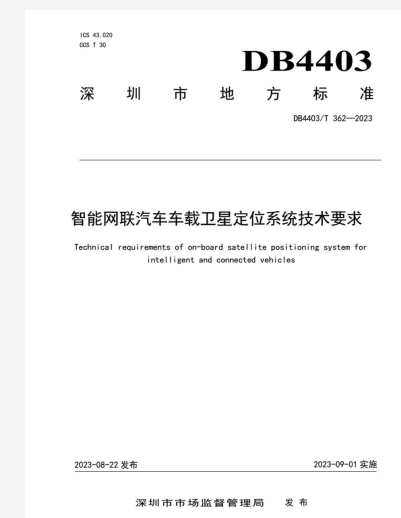 ICS 43.020
CCS T 30
DB4403
深圳市地方标准
DB4403/T 362—2023
智能网联汽车车载卫星定位系统技术要求
Technical requirements of on-board satellite positioning system for
intelligent and connected vehicles
2023-08-22 发布 2023-09-01 实施
深圳市市场监督管理局 发布